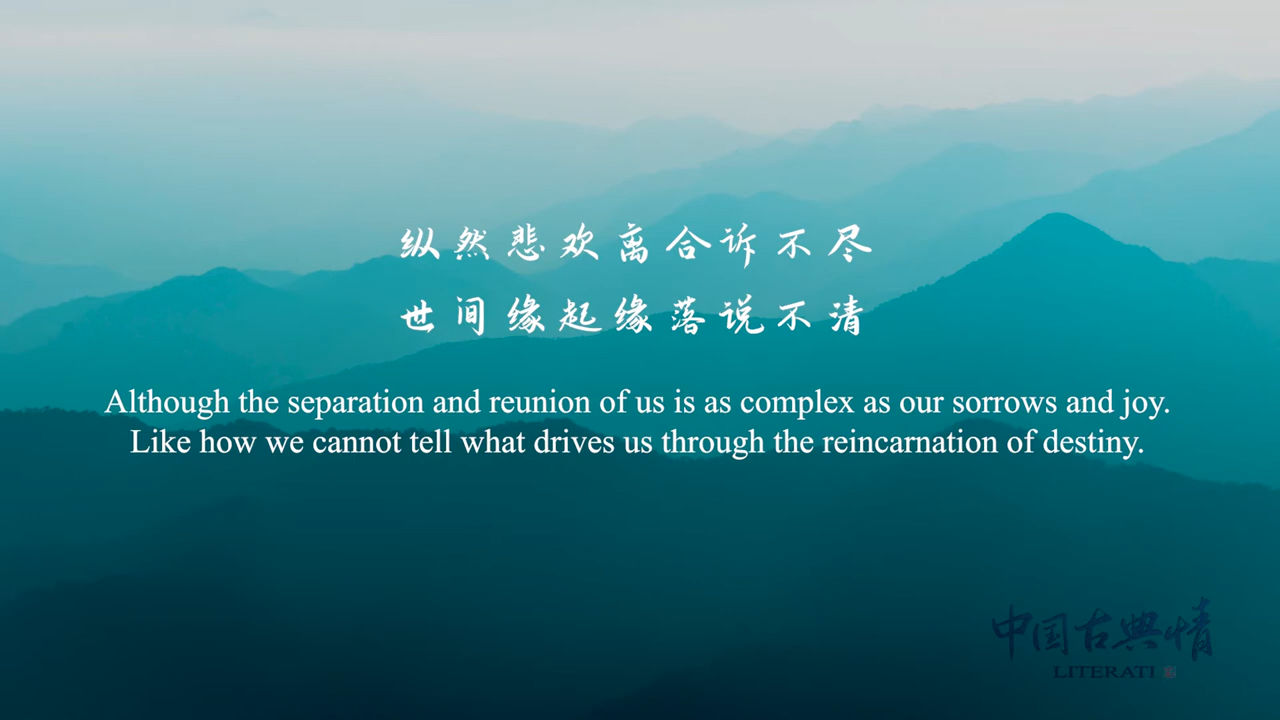 纵然悲欢离合诉不尽
世间缘起缘落说不清
Although the separation and reunion of us is as complex as our sorrows and joy.
Like how we cannot tell what drives us through the reincarnation of destiny.
中国古典情
LITERATI